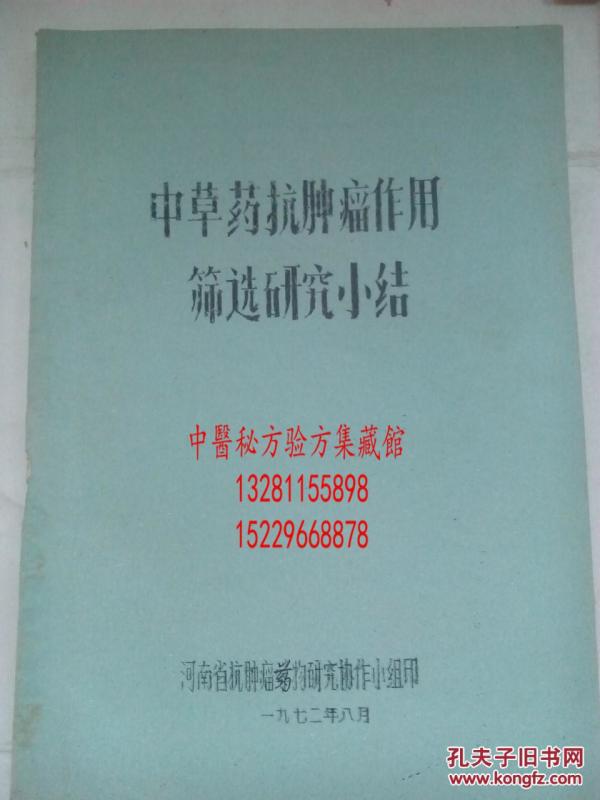 中草药抗肿瘤作用
筛选研究小结
中醫秘方验方集藏館
13281155898
15229668878
河南省抗肿瘤药物研究协作小组印
一九七二年八月
孔夫子旧书网
www.kongfz.com